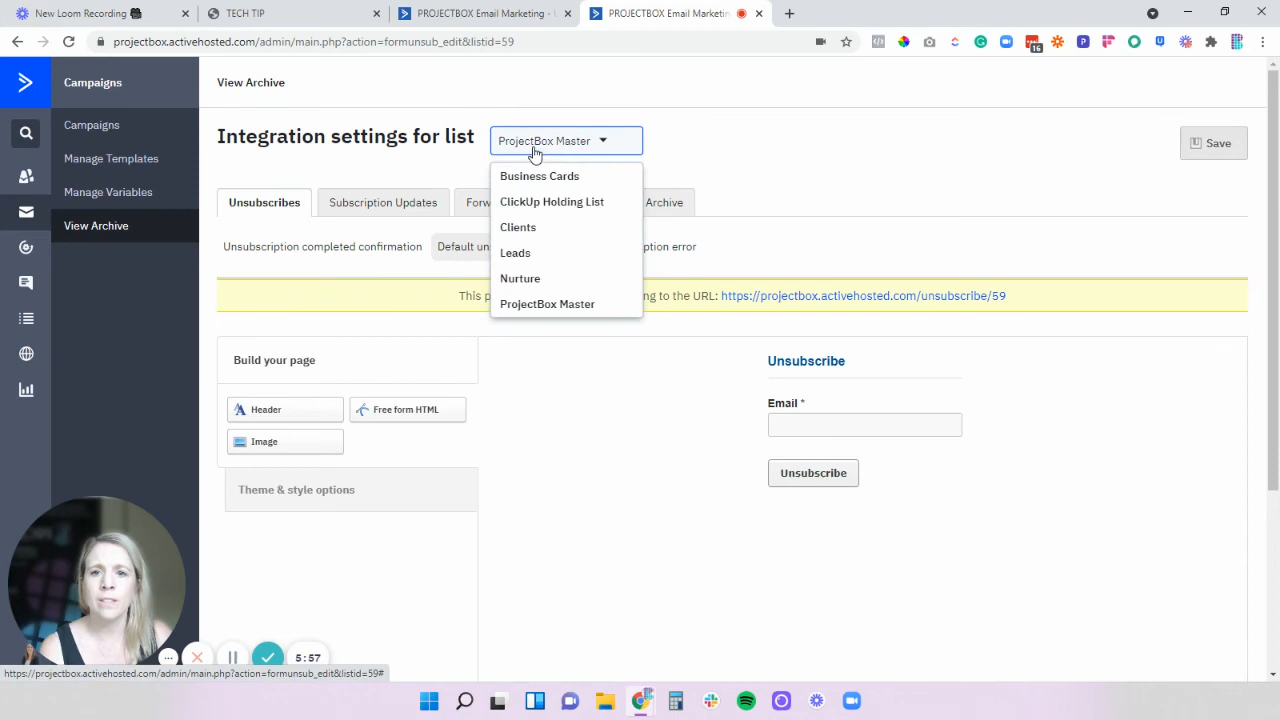 New Loom Recording
TECH TIP
PROJECTBOX Email Marketing -
PROJECTBOX Email Marketin
projectbox.activehosted.com/admin/main.php?action=formunsub_edit&listid=59
16
Campaigns
View Archive
Campaigns
Manage Templates
Manage Variables
View Archive
Integration settings for list
ProjectBox Master
Save
Business Cards
ClickUp Holding List
Clients
Leads
Nurture
ProjectBox Master
Unsubscribes
Subscription Updates
Forw
Archive
Unsubscription completed confirmation
Default un
ption error
This p
ng to the URL: https://projectbox.activehosted.com/unsubscribe/59
Build your page
Header
Free form HTML
Image
Theme & style options
Unsubscribe
Email *
Unsubscribe
5:57
https://projectbox.activehosted.com/admin/main.php?action=formunsub_edit&listid=59#